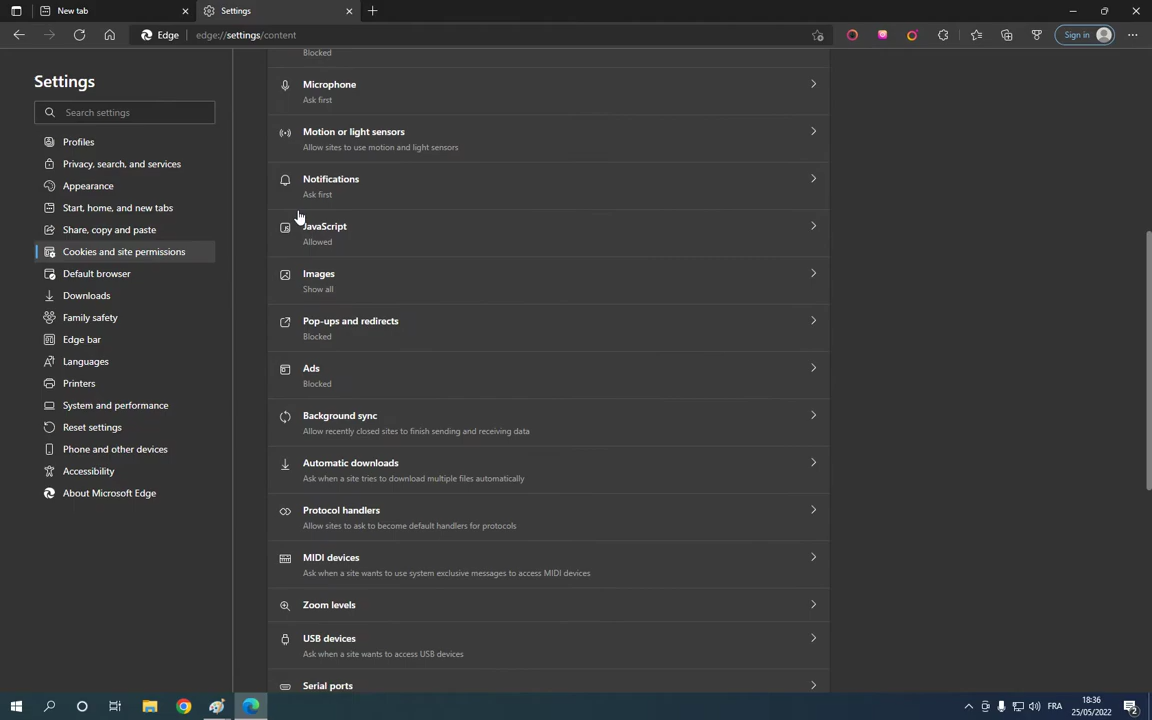 New tab
Settings
Edge
edge://settings/content
Sign in
Settings
Search settings
Profiles
Privacy, search, and services
Appearance
Start, home, and new tabs
Share, copy and paste
Cookies and site permissions
Default browser
Downloads
Family safety
Edge bar
Languages
Printers
System and performance
Reset settings
Phone and other devices
Accessibility
About Microsoft Edge
Blocked
Microphone
Ask first
Motion or light sensors
Allow sites to use motion and light sensors
Notifications
Ask first
JavaScript
Allowed
Images
Show all
Pop-ups and redirects
Blocked
Ads
Blocked
Background sync
Allow recently closed sites to finish sending and receiving data
Automatic downloads
Ask when a site tries to download multiple files automatically
Protocol handlers
Allow sites to ask to become default handlers for protocols
MIDI devices
Ask when a site wants to use system exclusive messages to access MIDI devices
Zoom levels
USB devices
Ask when a site wants to access USB devices
Serial ports
FRA
18:36
25/05/2022
2